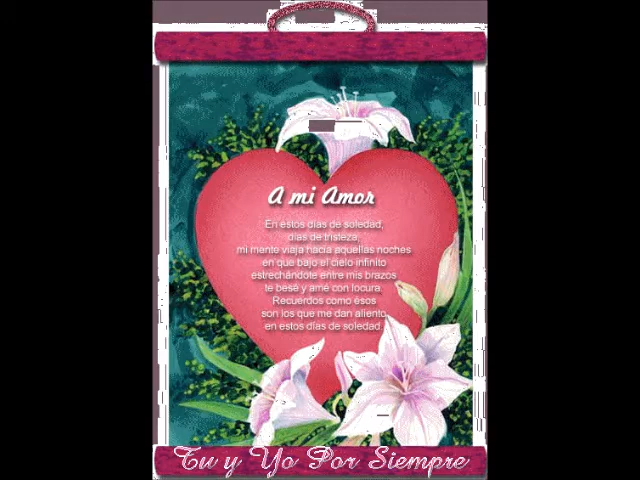 A mi Amor
En éstos días de soledad,
días de tristeza,
mi mente viaja hacia aquellas noches
en que bajo el cielo infinito
estrechándote entre mis brazos
te besé y amé con locura.
Recuerdos como ésos
son los que me dan aliento,
en estos días de soledad.
Tu y Yo Por Siempre